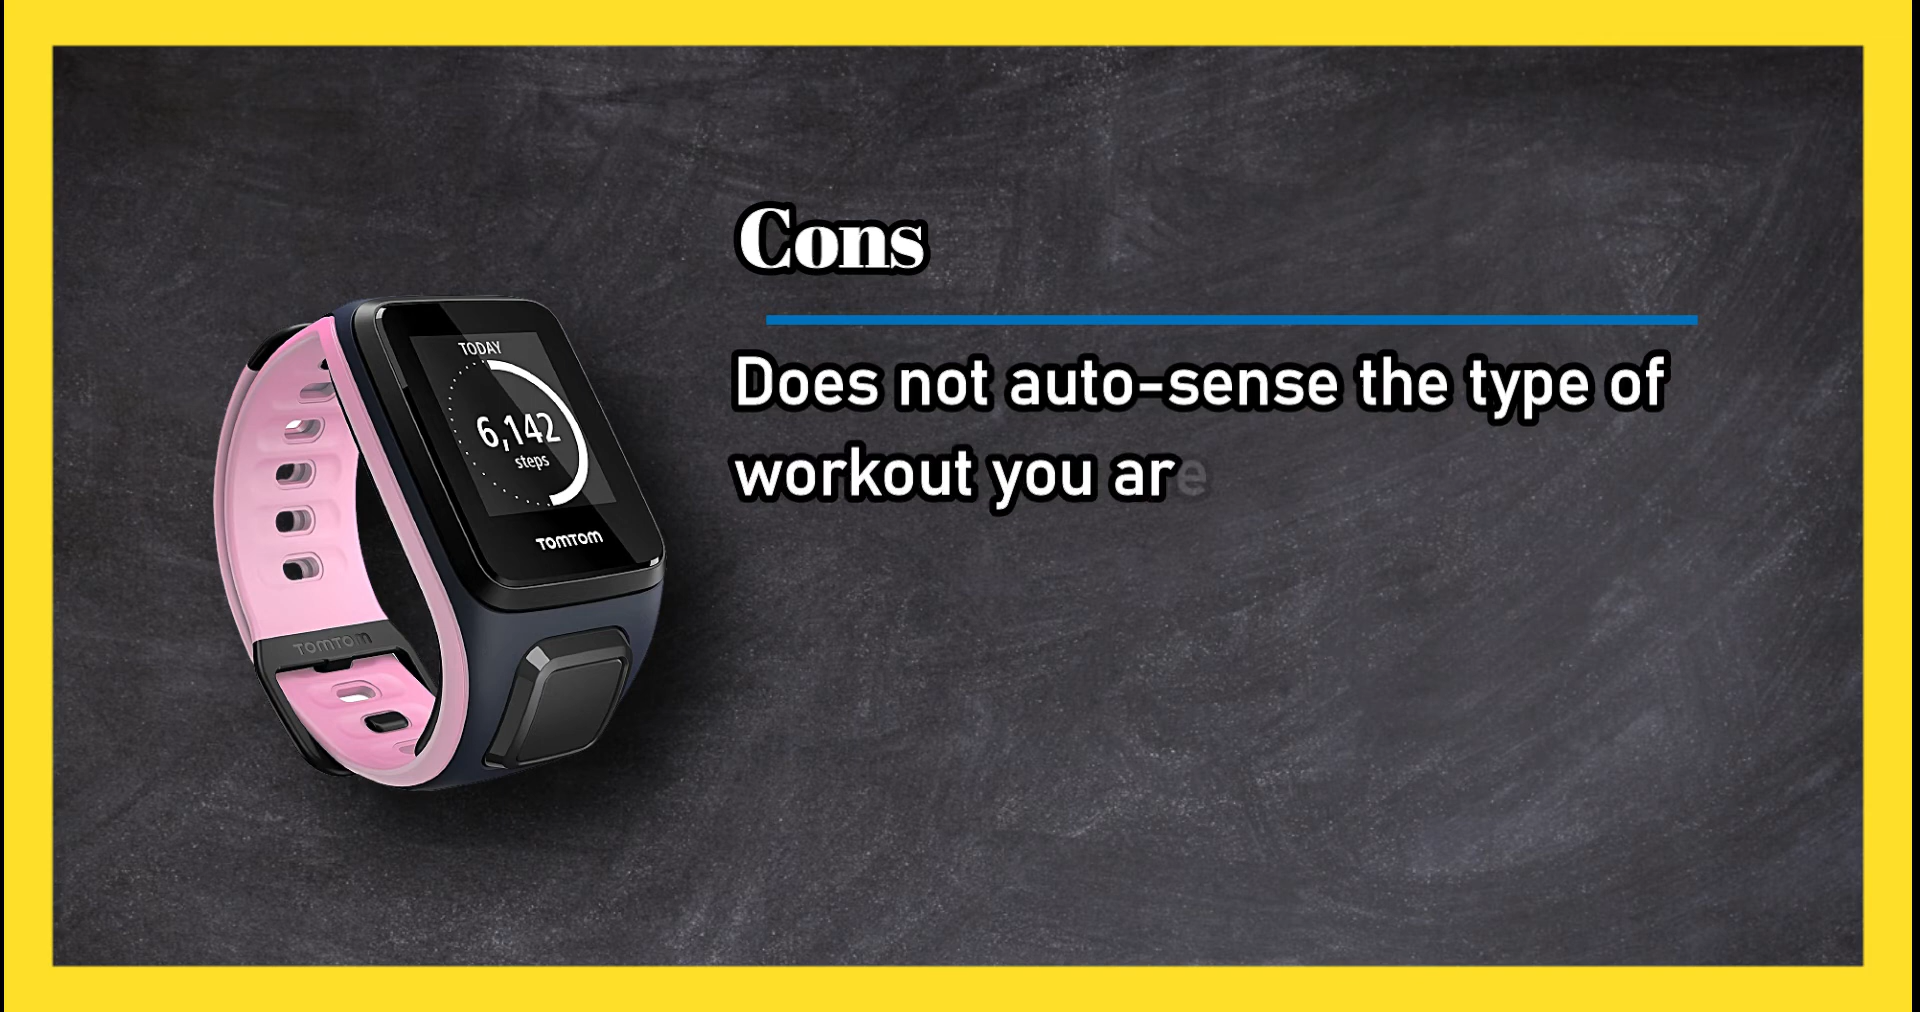 Cons
Does not auto-sense the type of
workout you are
TODAY
6,142
steps
TOMTOM
TOMTOM